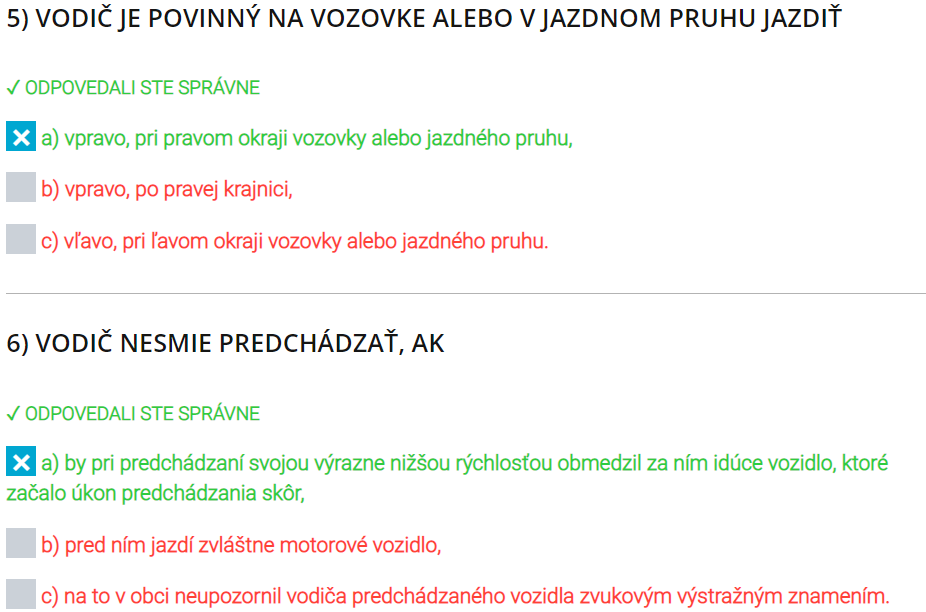 5) VODIČ JE POVINNÝ NA VOZOVKE ALEBO V JAZDNOM PRUHU JAZDIŤ
✓ ODPOVEDALI STE SPRÁVNE
a) vpravo, pri pravom okraji vozovky alebo jazdného pruhu,
b) vpravo, po pravej krajnici,
c) vľavo, pri ľavom okraji vozovky alebo jazdného pruhu.
6) VODIČ NESMIE PREDCHÁDZAŤ, AK
✓ ODPOVEDALI STE SPRÁVNE
a) by pri predchádzaní svojou výrazne nižšou rýchlosťou obmedzil za ním idúce vozidlo, ktoré
začalo úkon predchádzania skôr,
b) pred ním jazdí zvláštne motorové vozidlo,
c) na to v obci neupozornil vodiča predchádzaného vozidla zvukovým výstražným znamením.